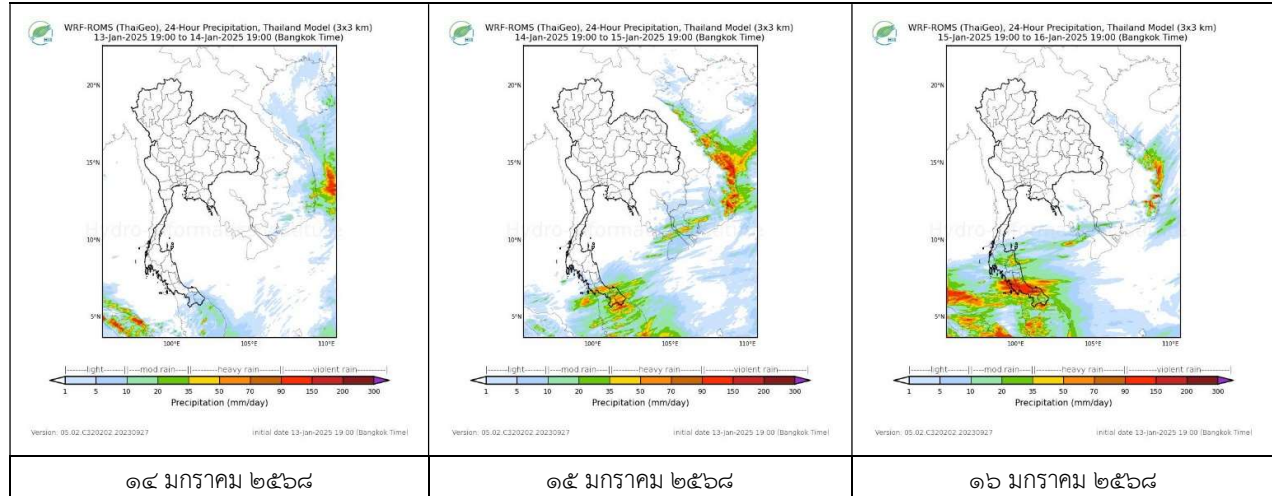 WRF-ROMS (ThaiGeo), 24-Hour Precipitation, Thailand Model (3x3 km)
13-Jan-2025 19:00 to 14-Jan-2025 19:00 (Bangkok Time)
20°N
15°N
10°N
5°N
100°E 105°E 110°E
light mod rain heavy rain violent rain
1 5 10 20 35 50 70 90 150 200 300
Precipitation (mm/day)
Version: 05.02.C320202.20230927 initial date 13-Jan-2025 19:00 (Bangkok Time)
๑๔ มกราคม ๒๕๖๘
WRF-ROMS (ThaiGeo), 24-Hour Precipitation, Thailand Model (3x3 km)
14-Jan-2025 19:00 to 15-Jan-2025 19:00 (Bangkok Time)
20°N
15°N
10°N
5°N
100°E 105°E 110°E
light mod rain heavy rain violent rain
1 5 10 20 35 50 70 90 150 200 300
Precipitation (mm/day)
Version: 05.02.C320202.20230927 initial date 13-Jan-2025 19:00 (Bangkok Time)
๑๕ มกราคม ๒๕๖๘
WRF-ROMS (ThaiGeo), 24-Hour Precipitation, Thailand Model (3x3 km)
15-Jan-2025 19:00 to 16-Jan-2025 19:00 (Bangkok Time)
20°N
15°N
10°N
5°N
100°E 105°E 110°E
light mod rain heavy rain violent rain
1 5 10 20 35 50 70 90 150 200 300
Precipitation (mm/day)
Version: 05.02.C320202.20230927 initial date 13-Jan-2025 19:00 (Bangkok Time)
๑๖ มกราคม ๒๕๖๘